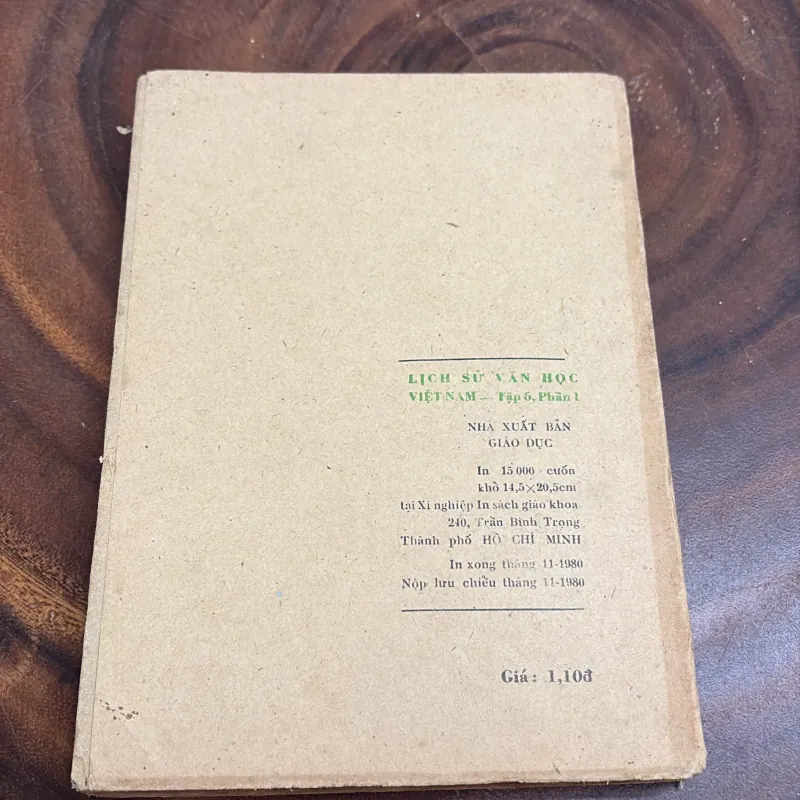 LỊCH SỬ VĂN HỌC
VIỆT NAM — Tập 6, Phần 1
NHÀ XUẤT BẢN
GIÁO DỤC
In 15 000 cuốn
khổ 14,5×20,5cm
tại Xí nghiệp In sách giáo khoa
240, Trần Bình Trọng
Thành phố HỒ CHÍ MINH
In xong tháng 11-1980
Nộp lưu chiểu tháng 11-1980
Giá : 1,10đ